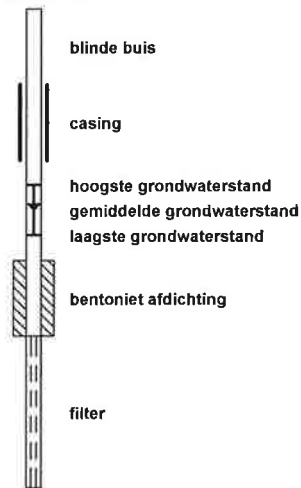 blinde buis
casing
hoogste grondwaterstand
gemiddelde grondwaterstand
laagste grondwaterstand
bentoniet afdichting
filter